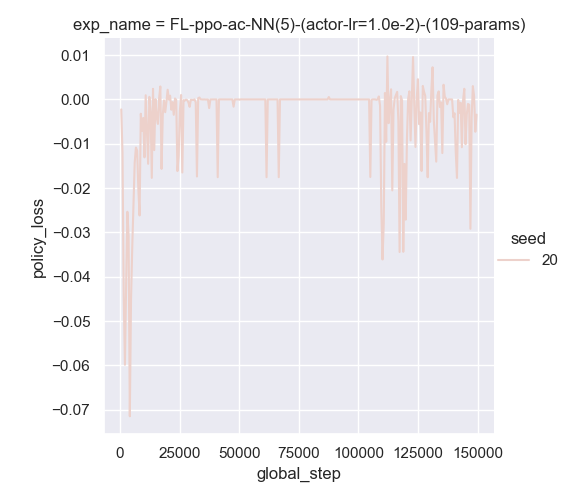 exp_name = FL-ppo-ac-NN(5)-(actor-lr=1.0e-2)-(109-params)
0.01
0.00
−0.01
−0.02
−0.03
−0.04
−0.05
−0.06
−0.07
policy_loss
0 25000 50000 75000 100000 125000 150000
global_step
seed
20